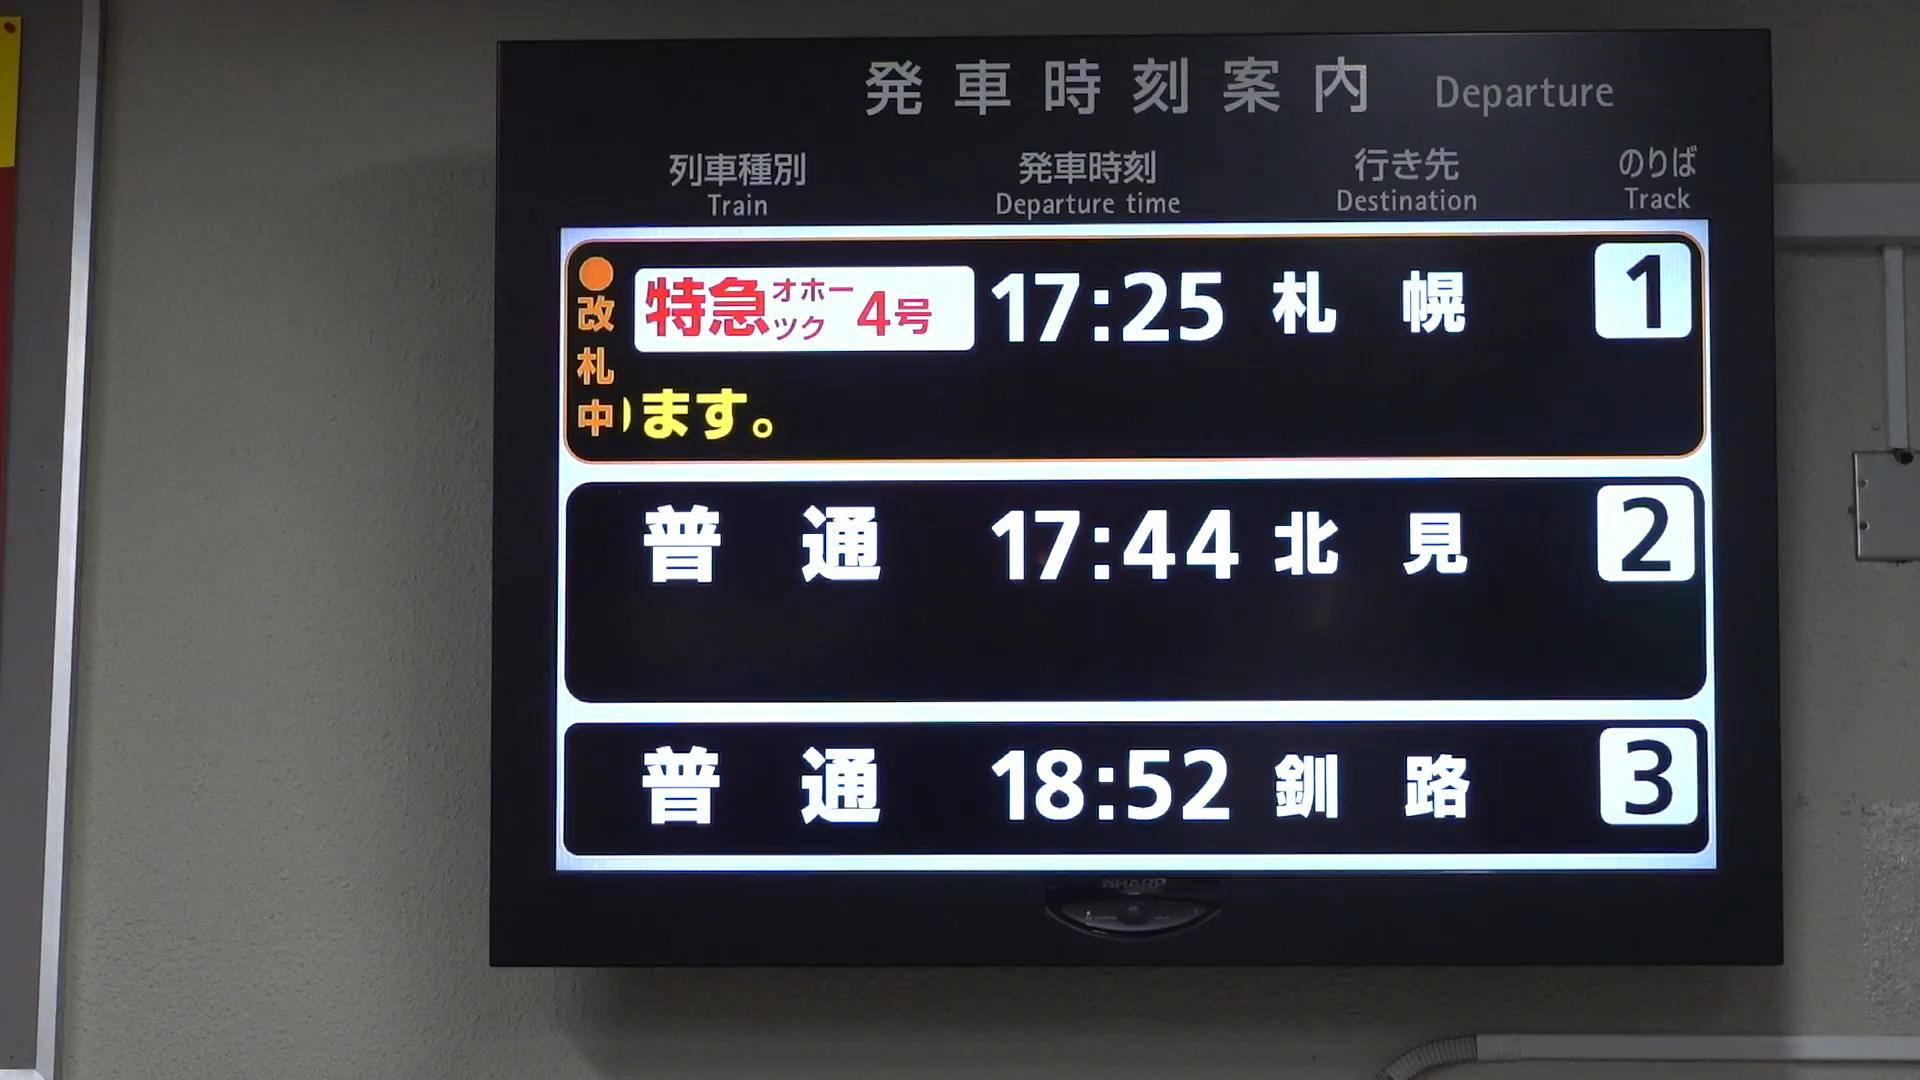 発車時刻案内 Departure
列車種別 発車時刻 行き先 のりば
Train Departure time Destination Track
●改札中
特急 オホーツク 4号 17:25 札幌 1
ます。
普通 17:44 北見 2
普通 18:52 釧路 3
SHARP